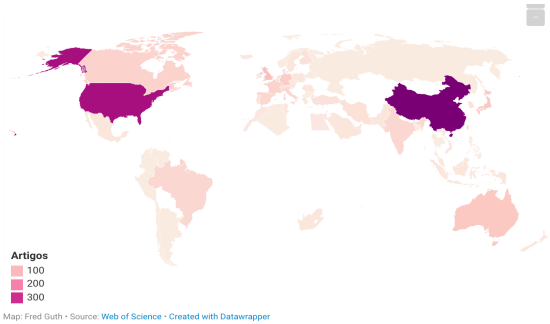 −
Artigos
100
200
300
Map: Fred Guth • Source: Web of Science • Created with Datawrapper